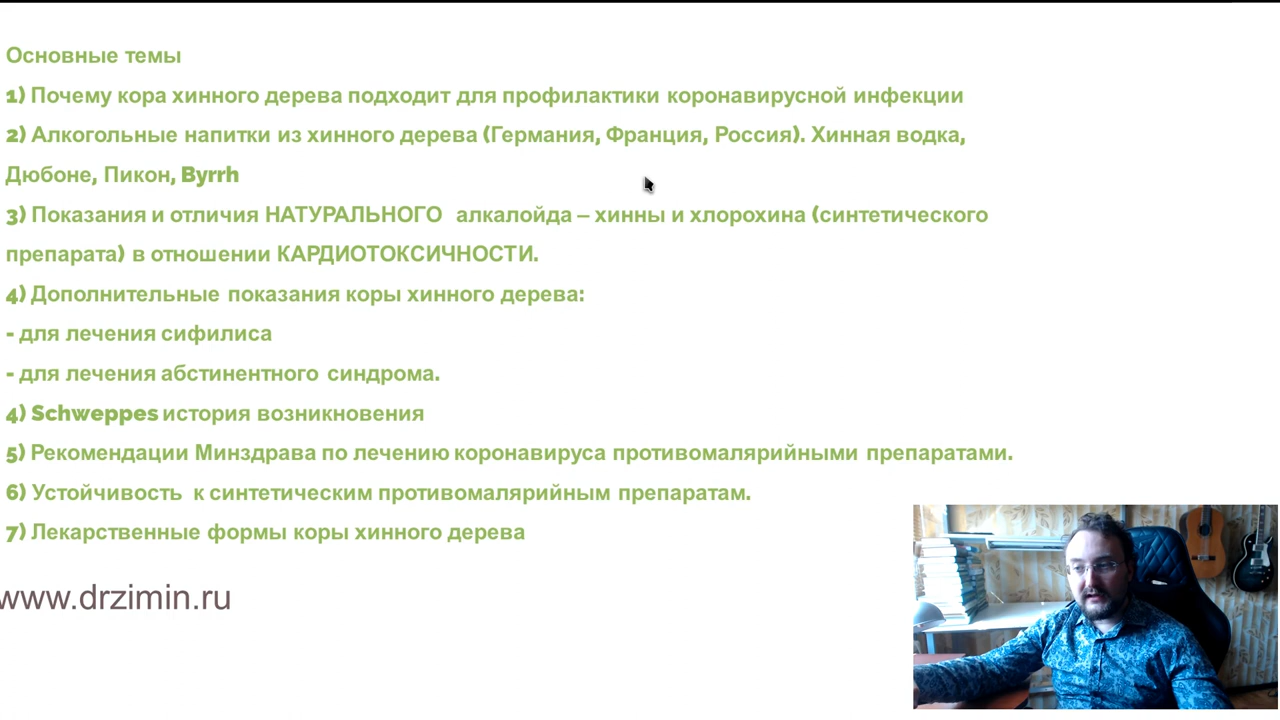 Основные темы
1) Почему кора хинного дерева подходит для профилактики коронавирусной инфекции
2) Алкогольные напитки из хинного дерева (Германия, Франция, Россия). Хинная водка,
Дюбоне, Пикон, Byrrh
3) Показания и отличия НАТУРАЛЬНОГО алкалойда – хинны и хлорохина (синтетического
препарата) в отношении КАРДИОТОКСИЧНОСТИ.
4) Дополнительные показания коры хинного дерева:
- для лечения сифилиса
- для лечения абстинентного синдрома.
4) Schweppes история возникновения
5) Рекомендации Минздрава по лечению коронавируса противомалярийными препаратами.
6) Устойчивость к синтетическим противомалярийным препаратам.
7) Лекарственные формы коры хинного дерева
www.drzimin.ru